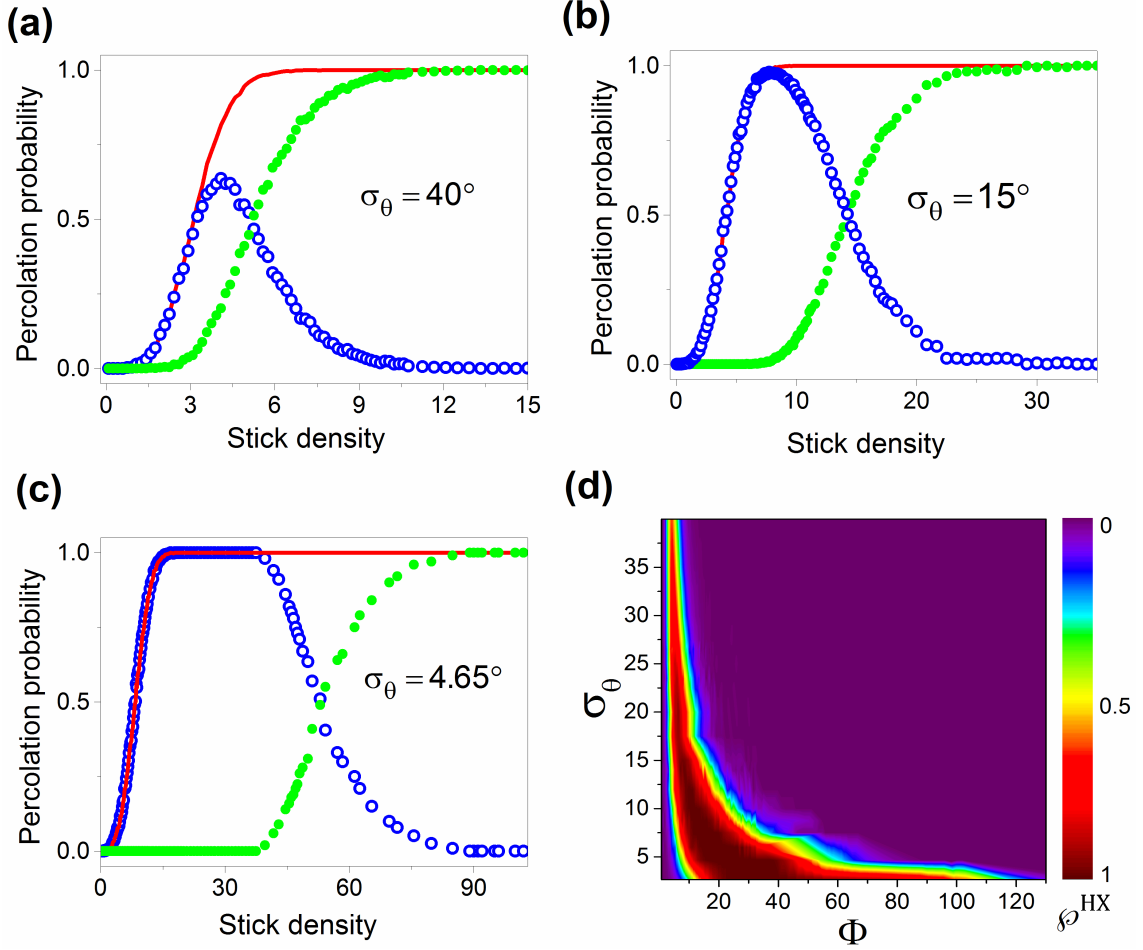 (a)
Percolation probability
1.0
0.5
0.0
σθ = 40°
0 3 6 9 12 15
Stick density
(b)
Percolation probability
1.0
0.5
0.0
σθ = 15°
0 10 20 30
Stick density
(c)
Percolation probability
1.0
0.5
0.0
σθ = 4.65°
0 30 60 90
Stick density
(d)
σθ
35
30
25
20
15
10
5
20 40 60 80 100 120
Φ
0
0.5
1
℘HX